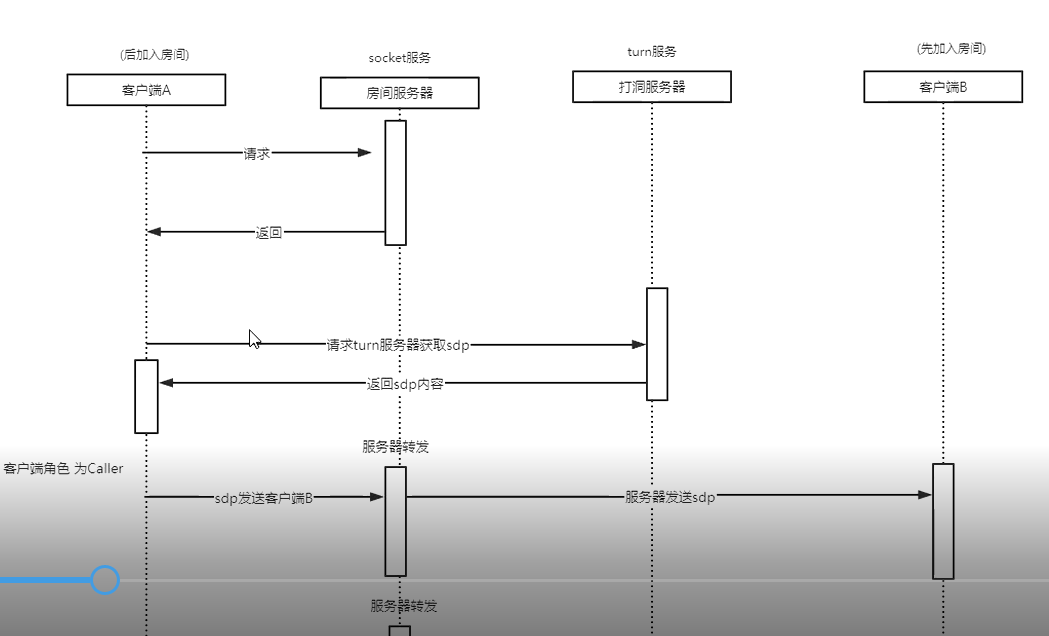 (后加入房间)
socket服务
turn服务
(先加入房间)
客户端A
房间服务器
打洞服务器
客户端B
请求
返回
请求turn服务器获取sdp
返回sdp内容
服务器转发
客户端角色 为Caller
sdp发送客户端B
服务器发送sdp
服务器转发